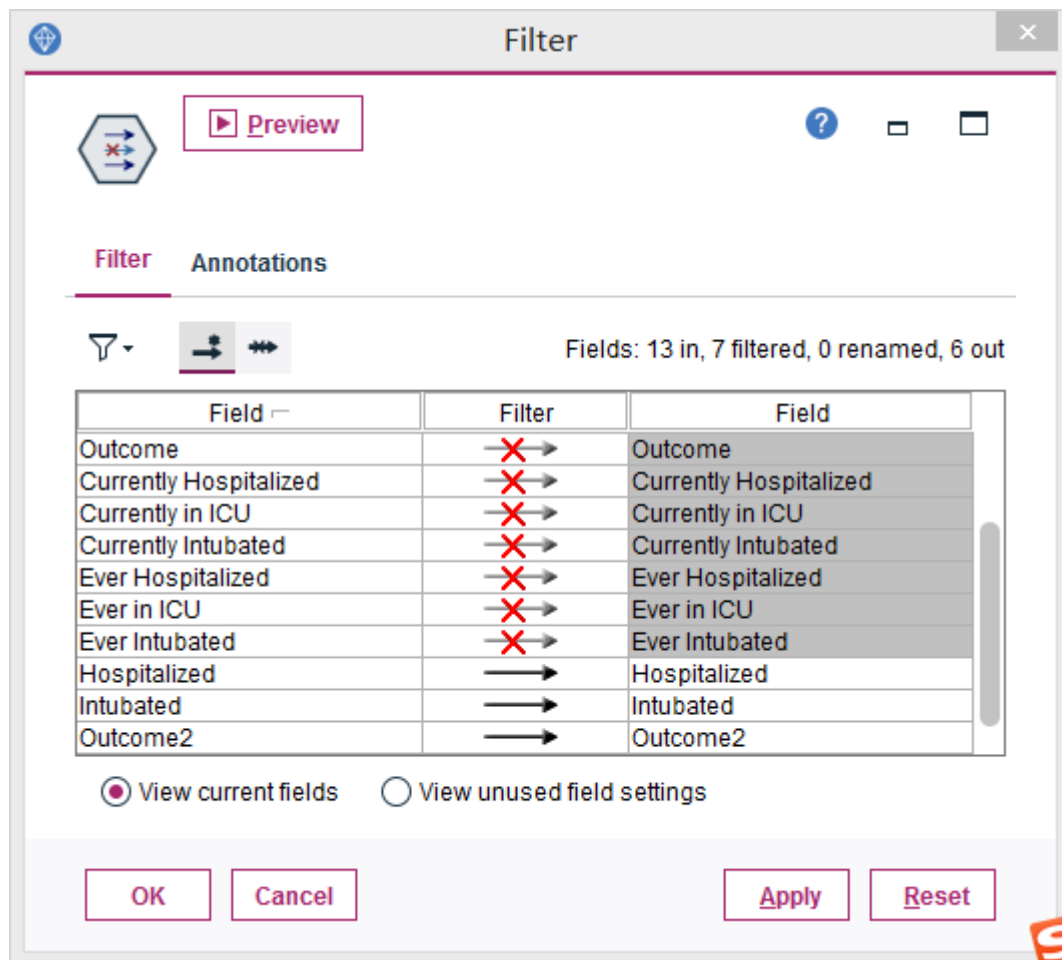 Filter
Preview
Filter Annotations
Fields: 13 in, 7 filtered, 0 renamed, 6 out
Field Filter Field
Outcome Outcome
Currently Hospitalized Currently Hospitalized
Currently in ICU Currently in ICU
Currently Intubated Currently Intubated
Ever Hospitalized Ever Hospitalized
Ever in ICU Ever in ICU
Ever Intubated Ever Intubated
Hospitalized Hospitalized
Intubated Intubated
Outcome2 Outcome2
View current fields View unused field settings
OK Cancel Apply Reset